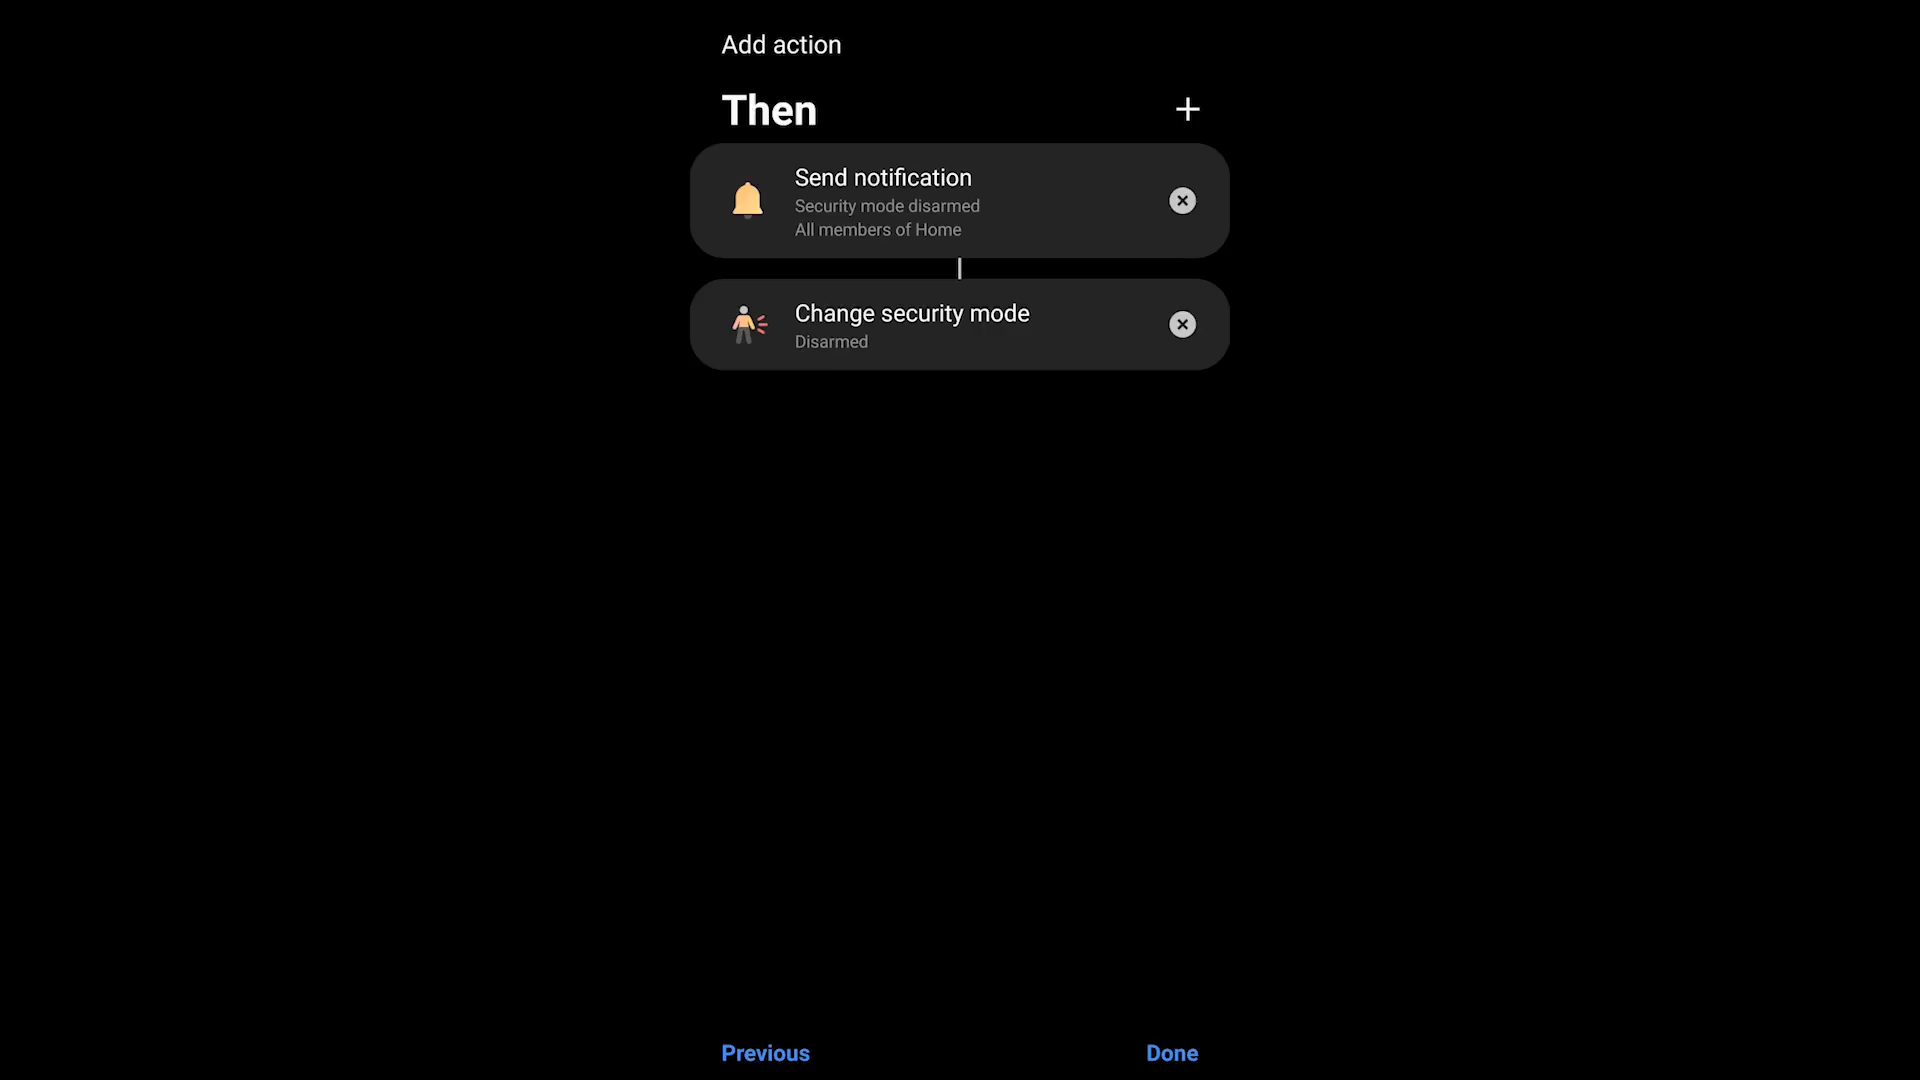 Add action
Then
Send notification
Security mode disarmed
All members of Home
Change security mode
Disarmed
Previous
Done